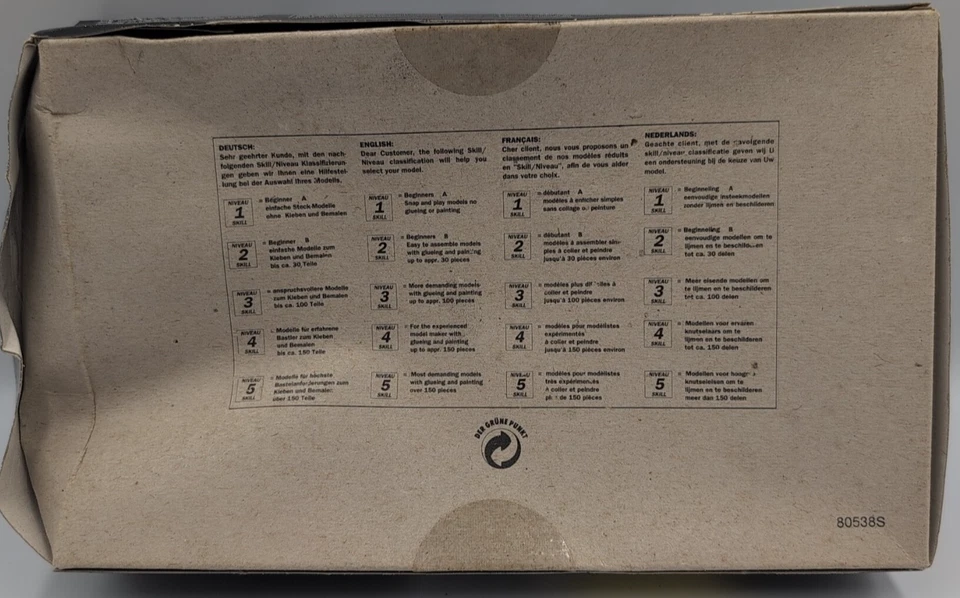 DEUTSCH:
Sehr geehrter Kunde, mit den nach-
folgenden Skill/Niveau Klassifizierun-
gen geben wir Ihnen eine Hilfestel-
lung bei der Auswahl Ihres Modells.
NIVEAU
1
SKILL
= Beginner A
einfache Steck-Modelle
ohne Kleben und Bemalen
NIVEAU
2
SKILL
= Beginner B
einfache Modelle zum
Kleben und Bemalen
bis ca. 30 Teile
NIVEAU
3
SKILL
= anspruchsvollere Modelle
zum Kleben und Bemalen
bis ca. 100 Teile
NIVEAU
4
SKILL
Modelle für erfahrene
Bastler zum Kleben
und Bemalen
bis ca. 150 Teile
NIVEAU
5
SKILL
= Modelle für höchste
Bastelanforderungen zum
Kleben und Bemalen
über 150 Teile
ENGLISH:
Dear Customer, the following Skill/
Niveau classification will help you
select your model.
NIVEAU
1
SKILL
= Beginners A
Snap and play models no
glueing or painting
NIVEAU
2
SKILL
= Beginners B
Easy to assemble models
with glueing and painting
up to appr. 30 pieces
NIVEAU
3
SKILL
= More demanding models
with glueing and painting
up to appr. 100 pieces
NIVEAU
4
SKILL
= For the experienced
model maker with
glueing and painting
up to appr. 150 pieces
NIVEAU
5
SKILL
= Most demanding models
with glueing and painting
over 150 pieces
FRANÇAIS:
Cher client, nous vous proposons un
classement de nos modèles réduits
en "Skill/Niveau", afin de vous aider
dans votre choix.
NIVEAU
1
SKILL
= débutant A
modèles à enficher simples
sans collage ou peinture
NIVEAU
2
SKILL
= débutant B
modèles à assembler sim-
ples à coller et peindre
jusqu'à 30 pièces environ
NIVEAU
3
SKILL
= modèles plus difficiles à
coller et peindre
jusqu'à 100 pièces environ
NIVEAU
4
SKILL
= modèles pour modélistes
expérimentés
à coller et peindre
jusqu'à 150 pièces environ
NIVEAU
5
SKILL
= modèles pour modélistes
très expérimentés
à coller et peindre
plus de 150 pièces
NEDERLANDS:
Geachte client, met de navolgende
skill/niveau classificatie geven wij U
een ondersteuning bij de keuze van Uw
model.
NIVEAU
1
SKILL
= Beginneling A
eenvoudige insteekmodellen
zonder lijmen en beschilderen
NIVEAU
2
SKILL
= Beginneling B
eenvoudige modellen om te
lijmen en te beschilderen
tot ca. 30 delen
NIVEAU
3
SKILL
= Meer eisende modellen om
te lijmen en te beschilderen
tot ca. 100 delen
NIVEAU
4
SKILL
= Modellen voor ervaren
knutselaars om te
lijmen en te beschilderen
tot ca. 150 delen
NIVEAU
5
SKILL
= Modellen voor hoogste
knutseleisen om te
lijmen en te beschilderen
meer dan 150 delen
DER GRÜNE PUNKT
80538S